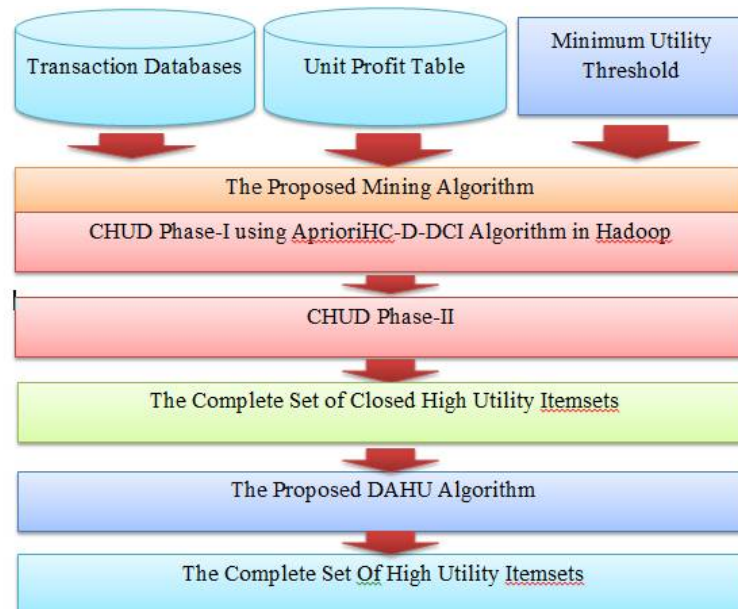 Transaction Databases
Unit Profit Table
Minimum Utility
Threshold
The Proposed Mining Algorithm
CHUD Phase-I using AprioriHC-D-DCI Algorithm in Hadoop
CHUD Phase-II
The Complete Set of Closed High Utility Itemsets
The Proposed DAHU Algorithm
The Complete Set Of High Utility Itemsets